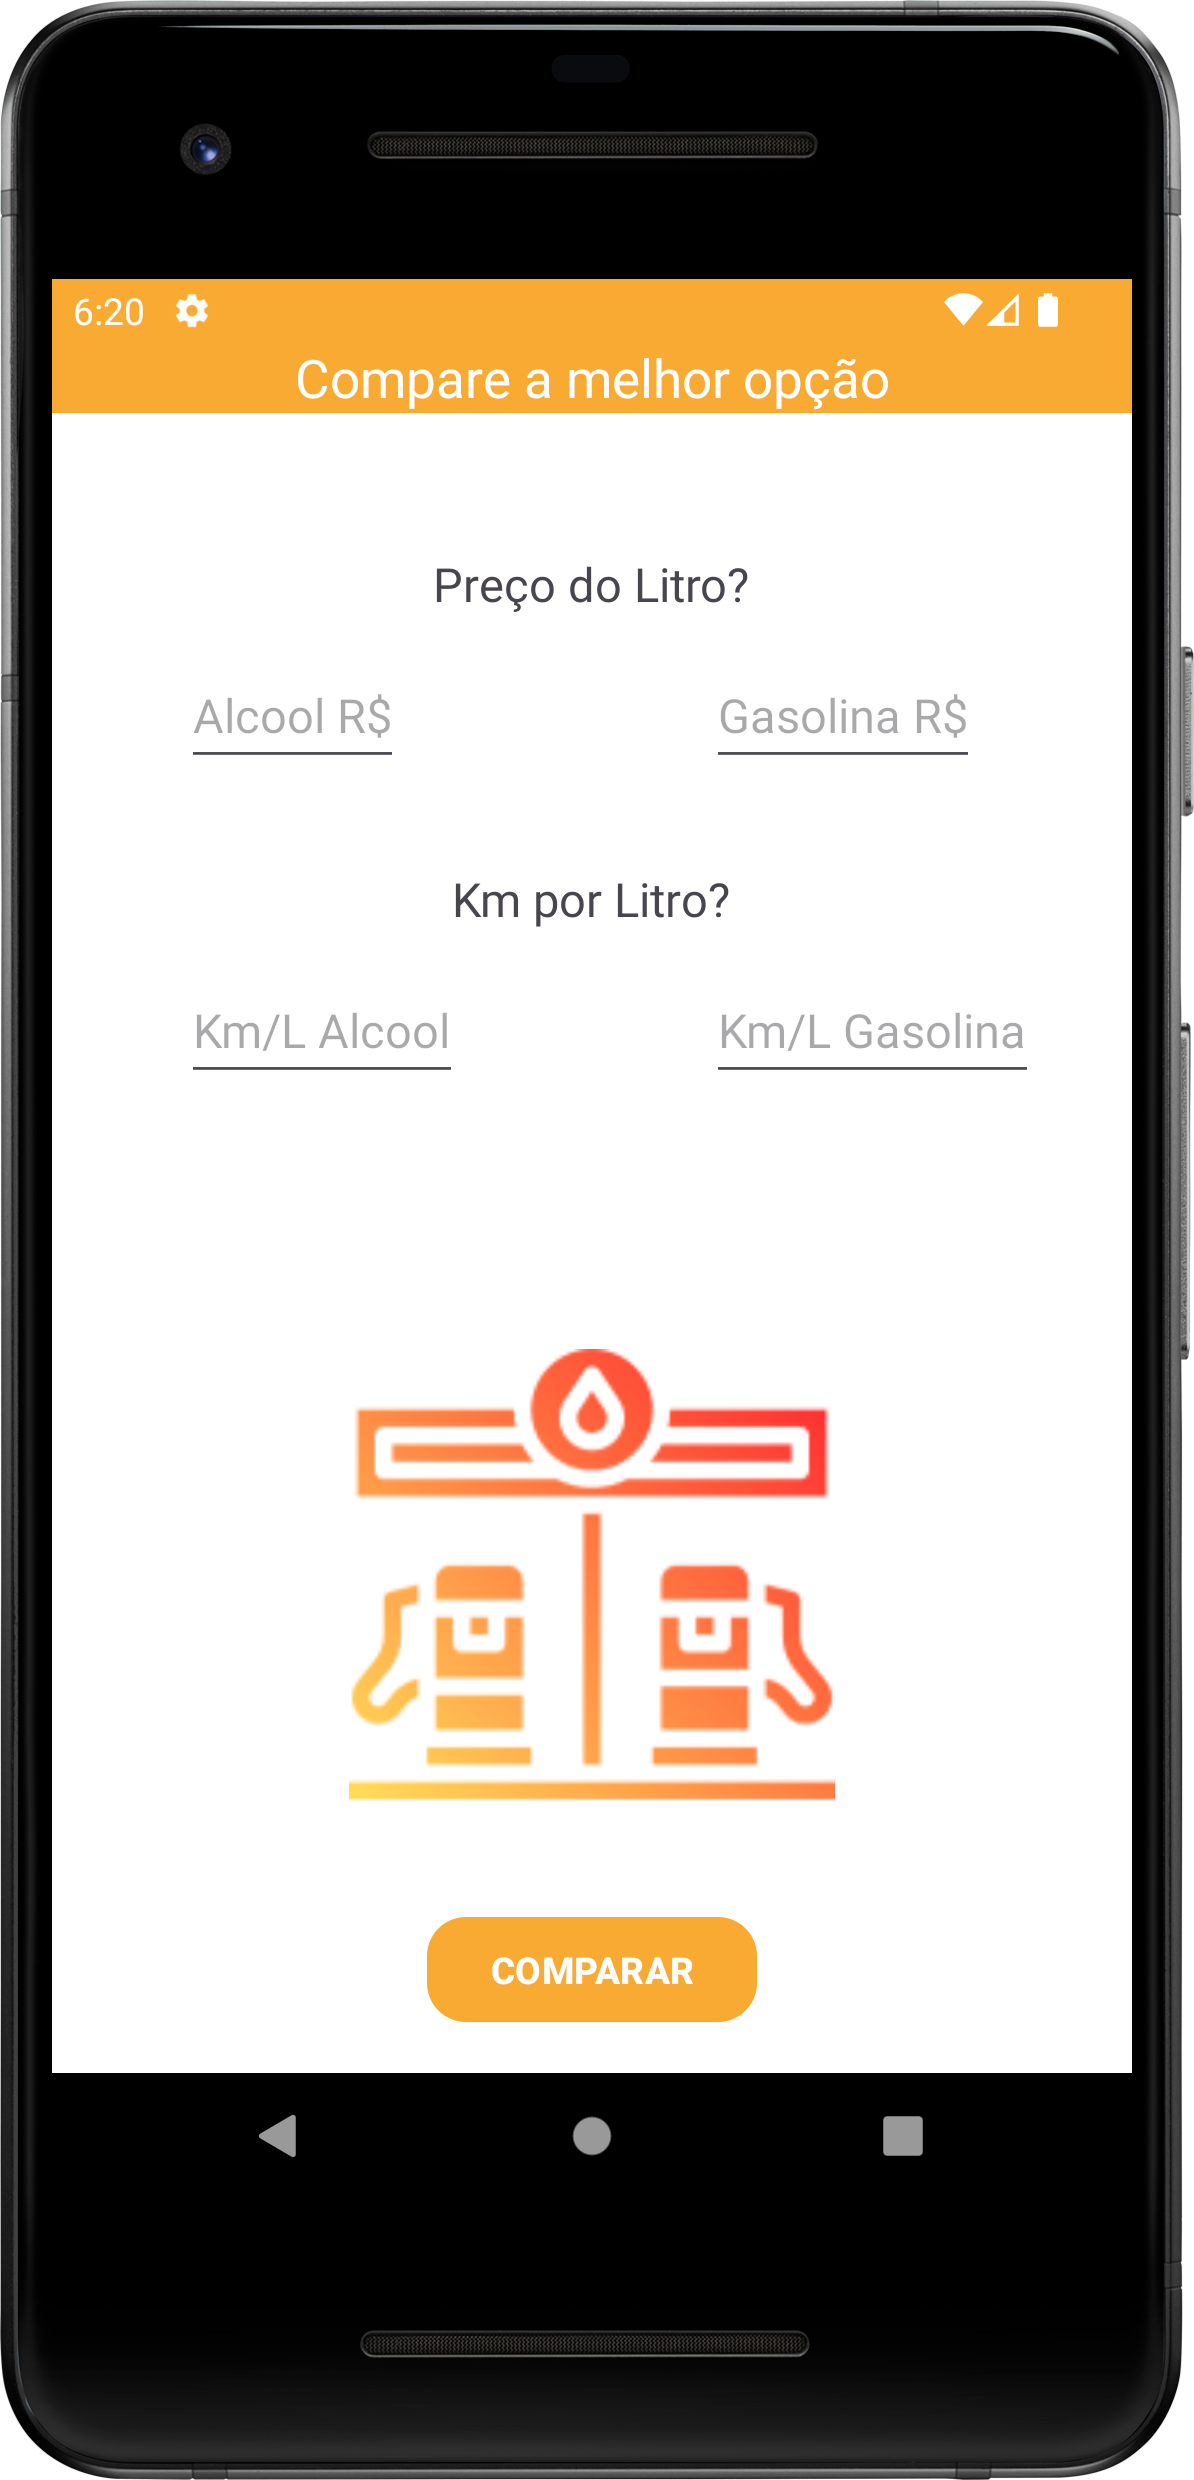 6:20
Compare a melhor opção
Preço do Litro?
Alcool R$ Gasolina R$
Km por Litro?
Km/L Alcool Km/L Gasolina
COMPARAR